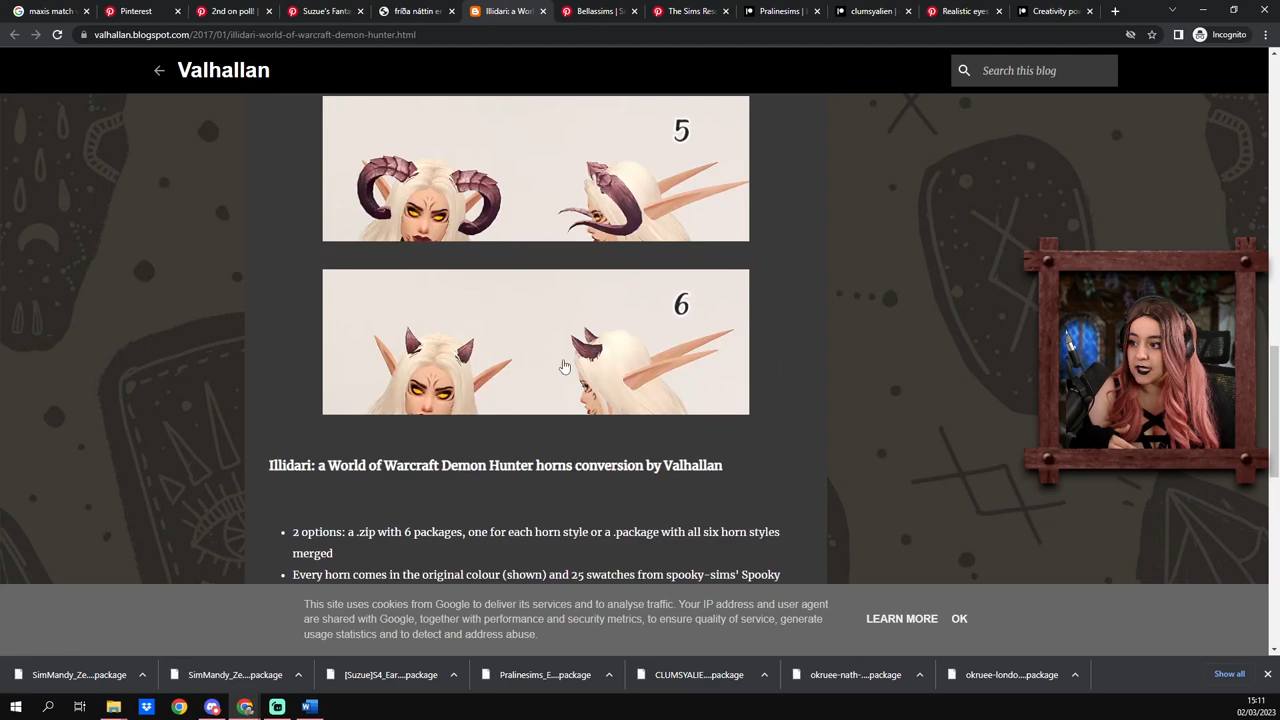 maxis match
Pinterest
2nd on poll! |
Suzue's Fanta
fríða náttin er
Illidari: a Wor
Bellassims | S
The Sims Reso
Pralinesims |
clumsyalien |
Realistic eyes
Creativity po
valhallan.blogspot.com/2017/01/illidari-world-of-warcraft-demon-hunter.html
Incognito
Valhallan
Search this blog
5
6
Illidari: a World of Warcraft Demon Hunter horns conversion by Valhallan
2 options: a .zip with 6 packages, one for each horn style or a .package with all six horn styles
merged
Every horn comes in the original colour (shown) and 25 swatches from spooky-sims' Spooky
This site uses cookies from Google to deliver its services and to analyse traffic. Your IP address and user agent
are shared with Google, together with performance and security metrics, to ensure quality of service, generate
usage statistics and to detect and address abuse.
LEARN MORE
OK
SimMandy_Ze....package
SimMandy_Ze....package
[Suzue]S4_Ear....package
Pralinesims_E....package
CLUMSYALIE....package
okruee-nath-....package
okruee-londo....package
Show all
15:11
02/03/2023